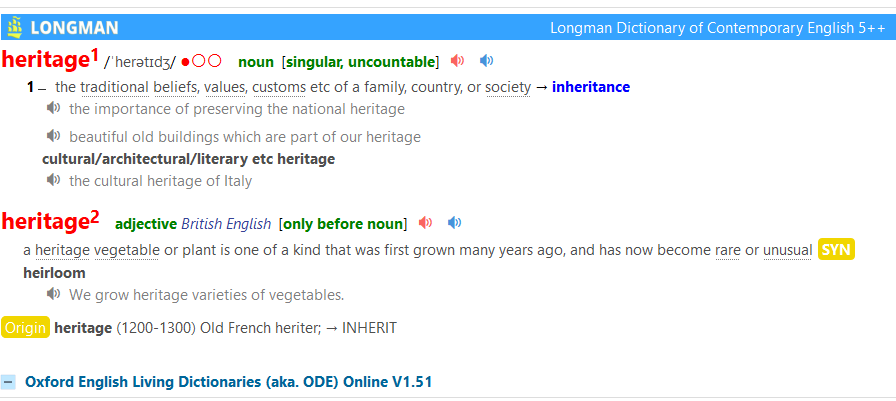 LONGMAN Longman Dictionary of Contemporary English 5++
heritage1 /ˈherətɪdʒ/ ●○○ noun [singular, uncountable]
1 – the traditional beliefs, values, customs etc of a family, country, or society → inheritance
the importance of preserving the national heritage
beautiful old buildings which are part of our heritage
cultural/architectural/literary etc heritage
the cultural heritage of Italy
heritage2 adjective British English [only before noun]
a heritage vegetable or plant is one of a kind that was first grown many years ago, and has now become rare or unusual SYN
heirloom
We grow heritage varieties of vegetables.
Origin heritage (1200-1300) Old French heriter; → INHERIT
Oxford English Living Dictionaries (aka. ODE) Online V1.51